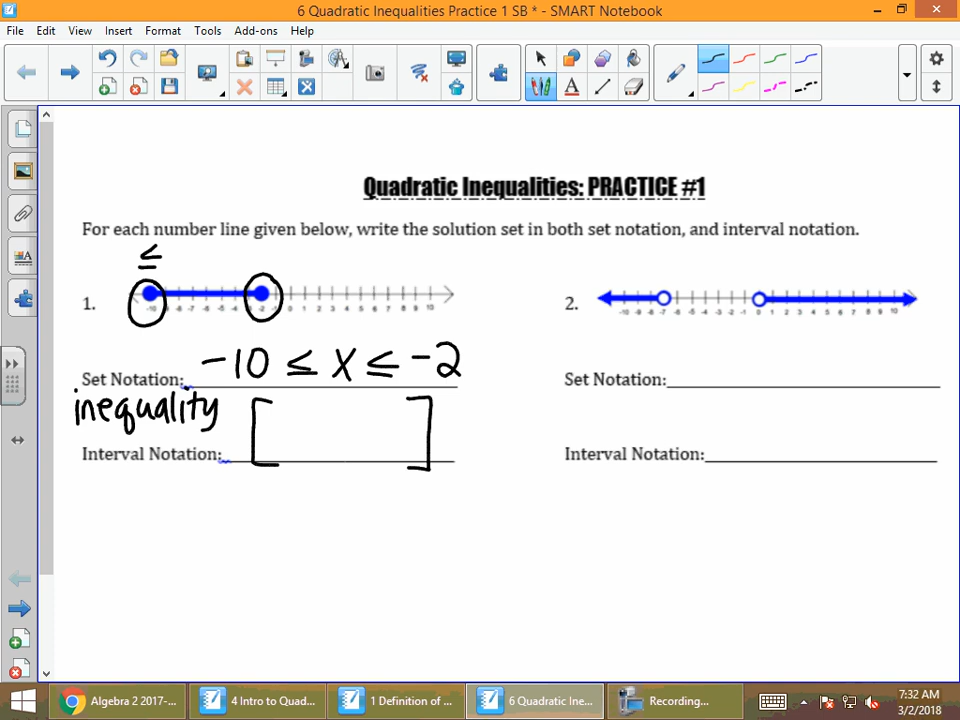 6 Quadratic Inequalities Practice 1 SB * - SMART Notebook
File Edit View Insert Format Tools Add-ons Help
Quadratic Inequalities: PRACTICE #1
For each number line given below, write the solution set in both set notation, and interval notation.
≤
1.
2.
-10 ≤ x ≤ -2
Set Notation:
Set Notation:
inequality
[ ]
Interval Notation:
Interval Notation:
Algebra 2 2017-...
4 Intro to Quad...
1 Definition of ...
6 Quadratic Ine...
Recording...
7:32 AM
3/2/2018